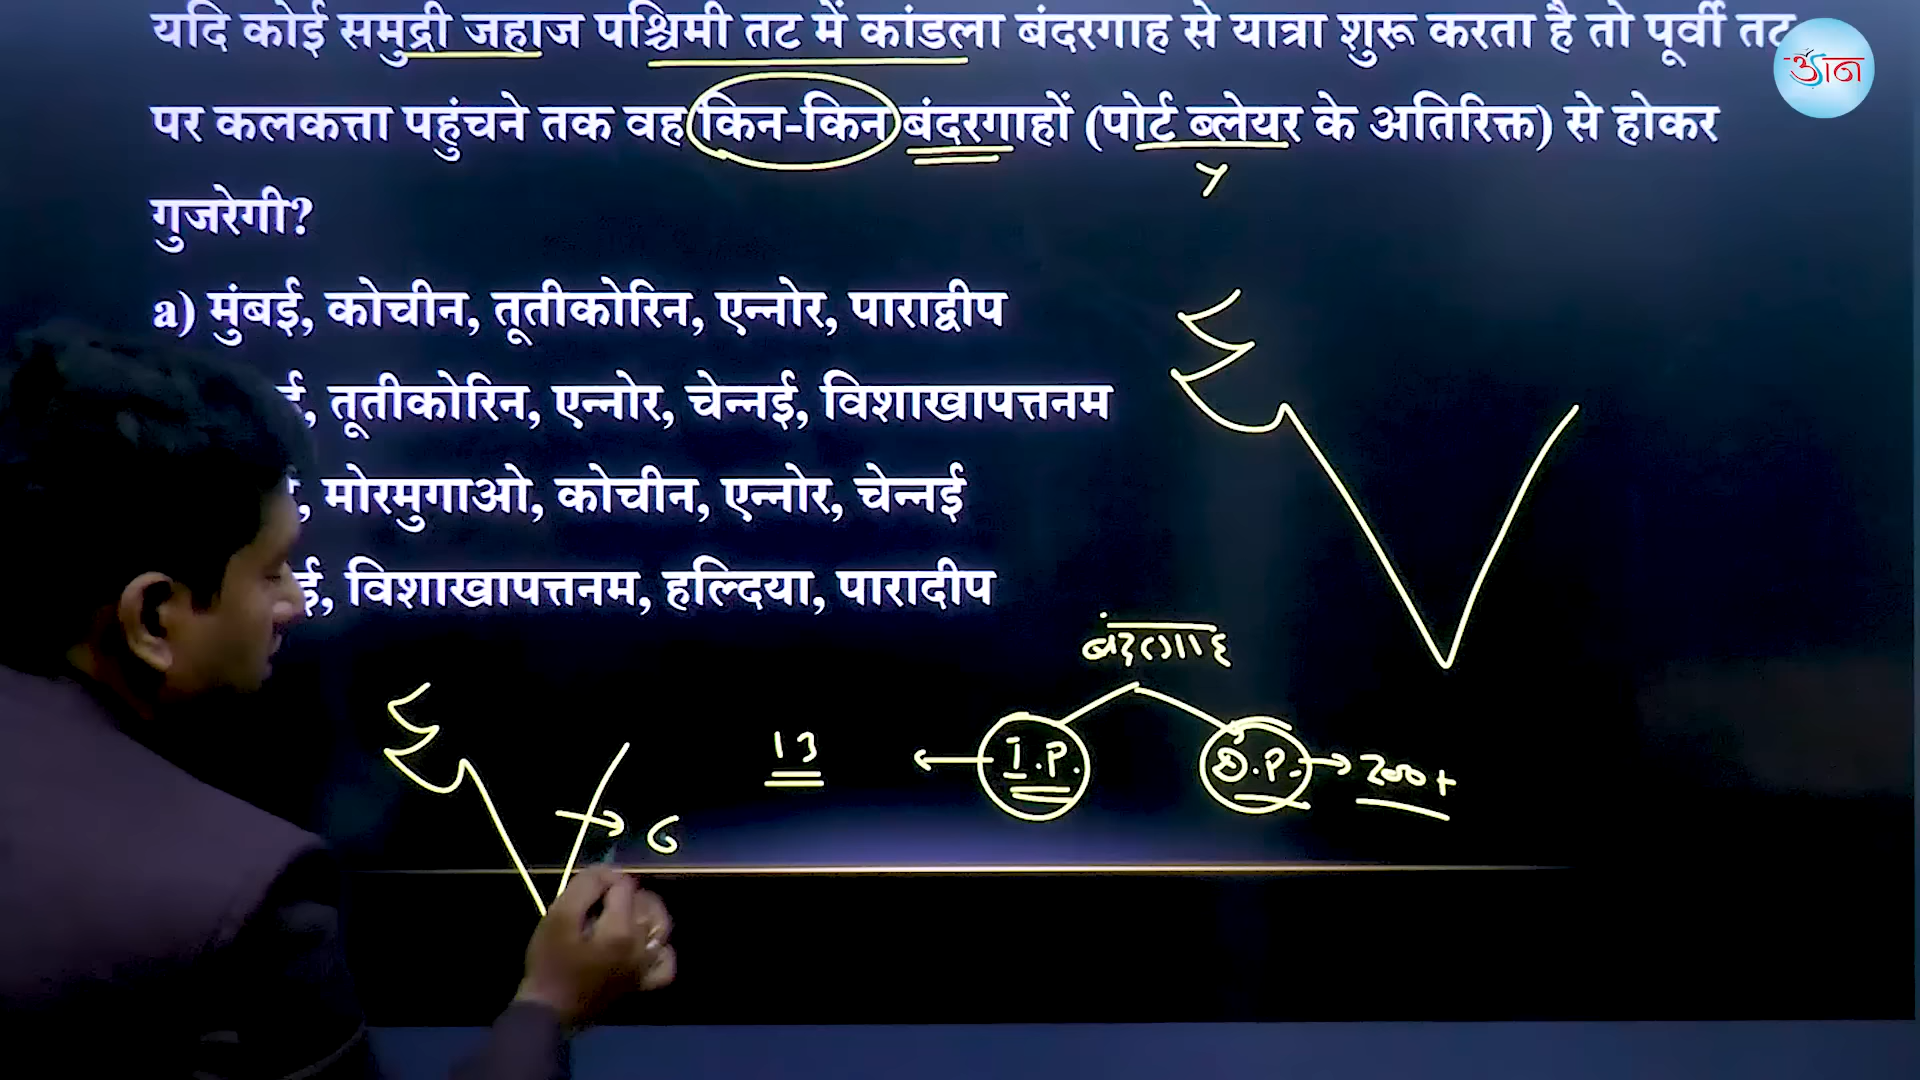 यदि कोई समुद्री जहाज पश्चिमी तट में कांडला बंदरगाह से यात्रा शुरू करता है तो पूर्वी तट
पर कलकत्ता पहुंचने तक वह किन-किन बंदरगाहों (पोर्ट ब्लेयर के अतिरिक्त) से होकर
गुजरेगी?
a) मुंबई, कोचीन, तूतीकोरिन, एन्नोर, पाराद्वीप
, तूतीकोरिन, एन्नोर, चेन्नई, विशाखापत्तनम
, मोरमुगाओ, कोचीन, एन्नोर, चेन्नई
, विशाखापत्तनम, हल्दिया, पारादीप
बंदरगाह
13
I.P.
D.P.
200+
6